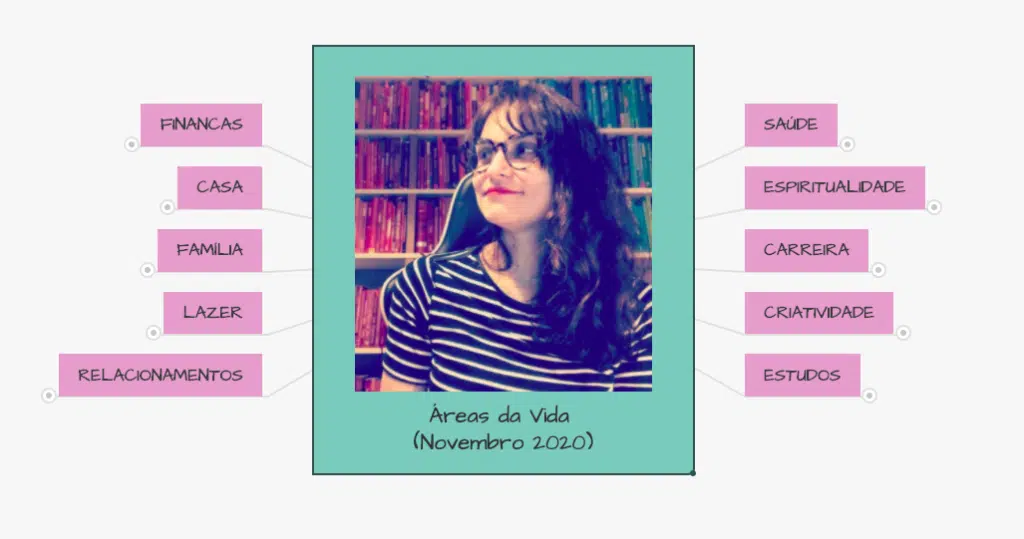 FINANCAS
CASA
FAMÍLIA
LAZER
RELACIONAMENTOS
Áreas da Vida
(Novembro 2020)
SAÚDE
ESPIRITUALIDADE
CARREIRA
CRIATIVIDADE
ESTUDOS